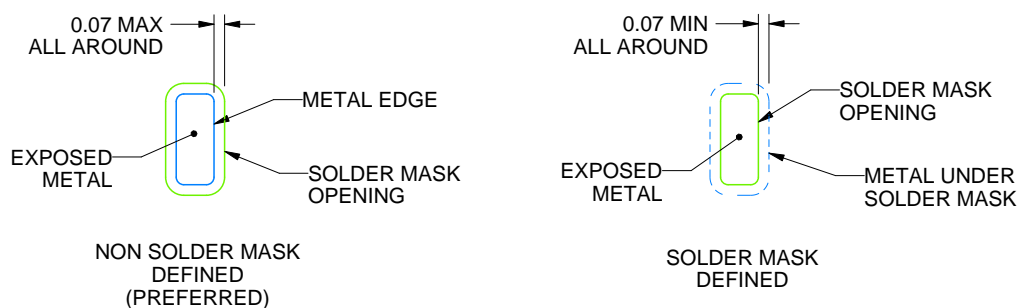 0.07 MAX
ALL AROUND
METAL EDGE
EXPOSED
METAL
SOLDER MASK
OPENING
NON SOLDER MASK
DEFINED
(PREFERRED)
0.07 MIN
ALL AROUND
SOLDER MASK
OPENING
EXPOSED
METAL
METAL UNDER
SOLDER MASK
SOLDER MASK
DEFINED